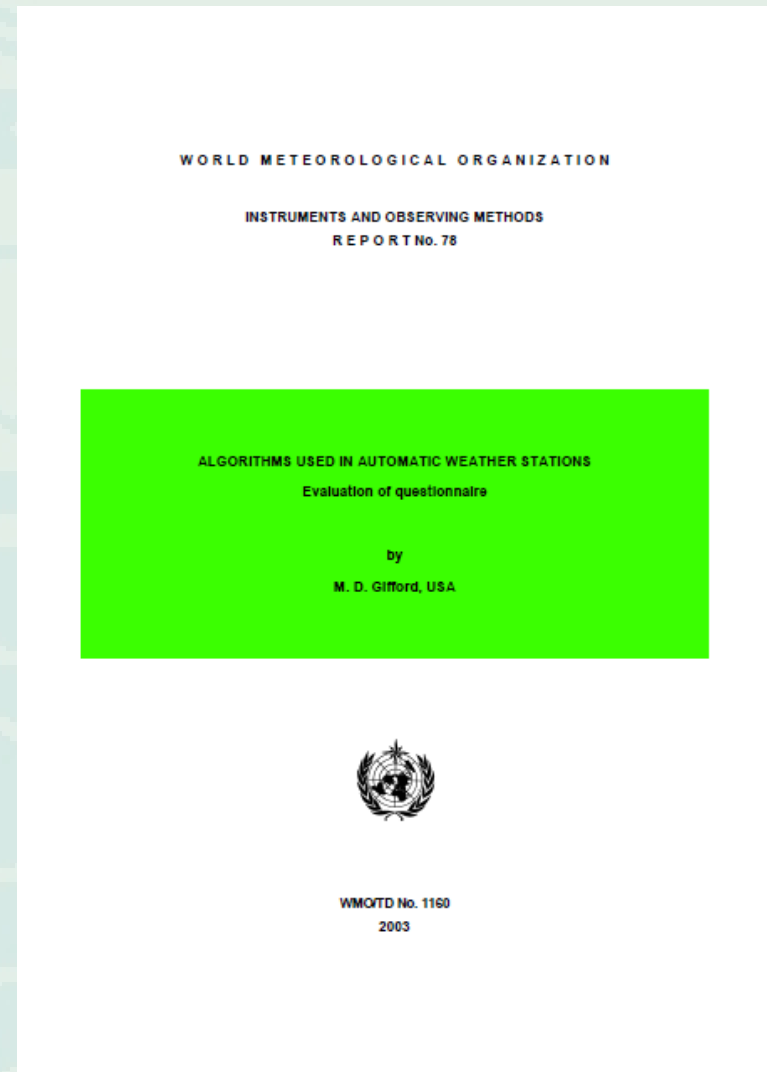 WORLD METEOROLOGICAL ORGANIZATION
INSTRUMENTS AND OBSERVING METHODS
REPORT No. 78
ALGORITHMS USED IN AUTOMATIC WEATHER STATIONS
Evaluation of questionnaire
by
M. D. Gifford, USA
WMO/TD No. 1160
2003